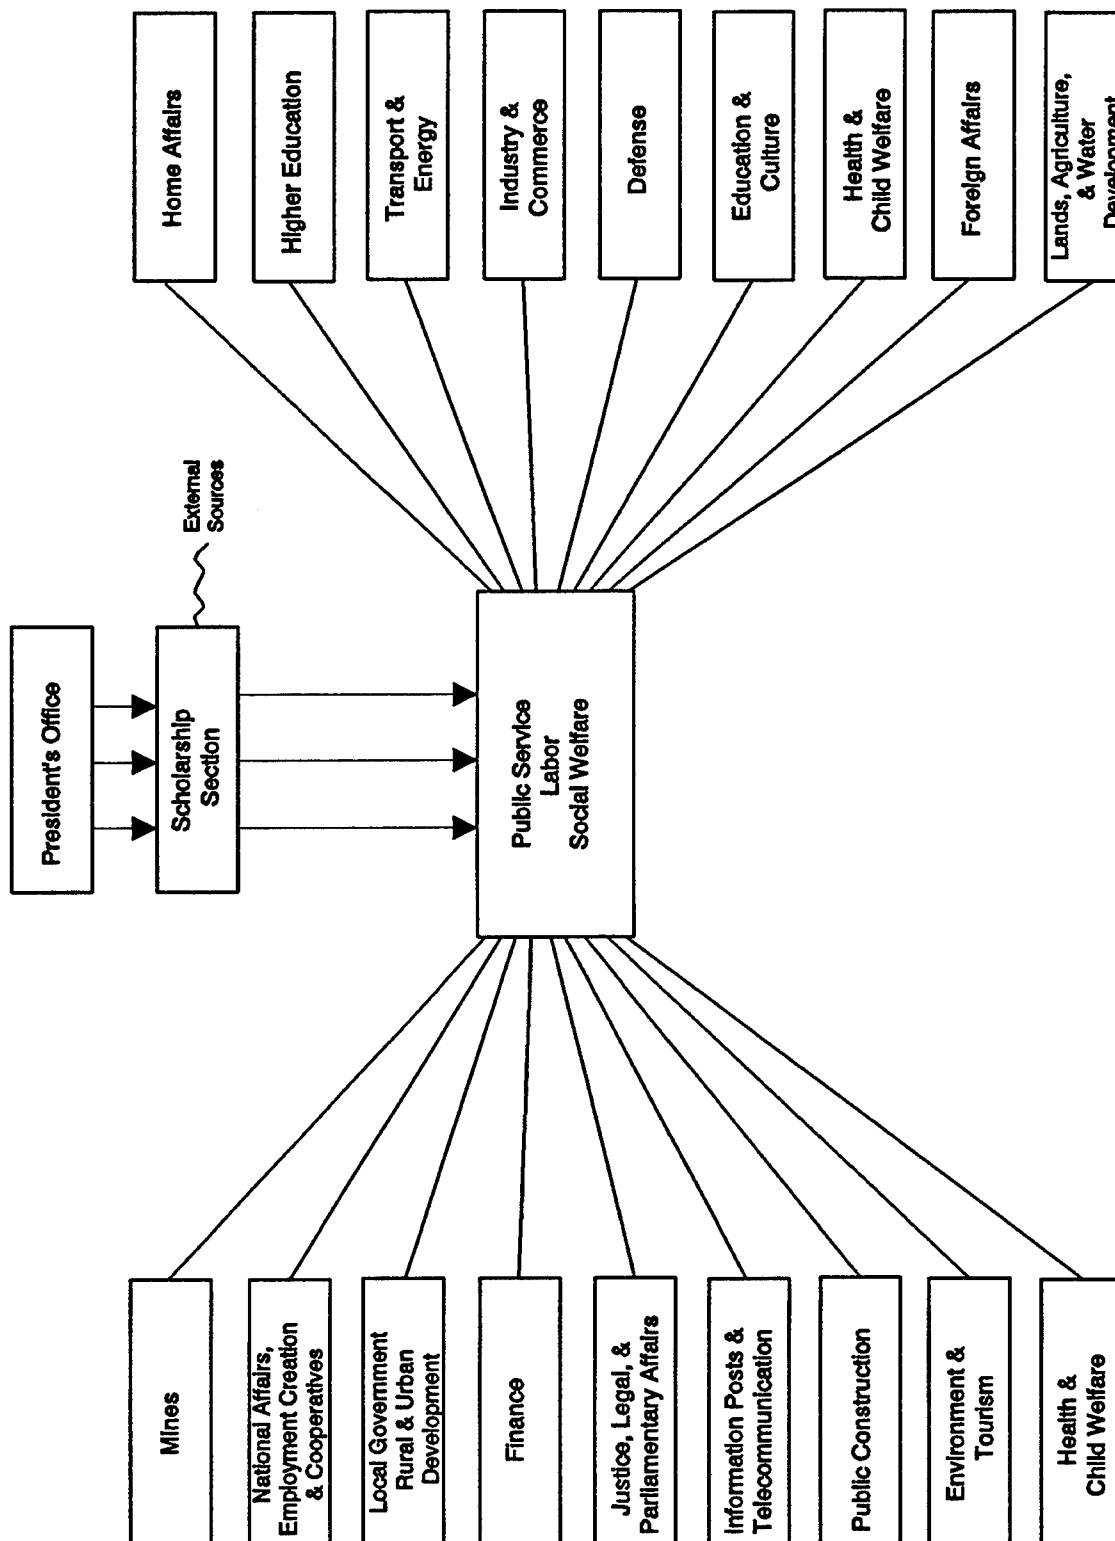 President's Office
Scholarship
Section
External
Sources
Public Service
Labor
Social Welfare
Mines
National Affairs,
Employment Creation
& Cooperatives
Local Government
Rural & Urban
Development
Finance
Justice, Legal, &
Parliamentary Affairs
Information Posts &
Telecommunication
Public Construction
Environment &
Tourism
Health &
Child Welfare
Home Affairs
Higher Education
Transport &
Energy
Industry &
Commerce
Defense
Education &
Culture
Health &
Child Welfare
Foreign Affairs
Lands, Agriculture,
& Water
Development